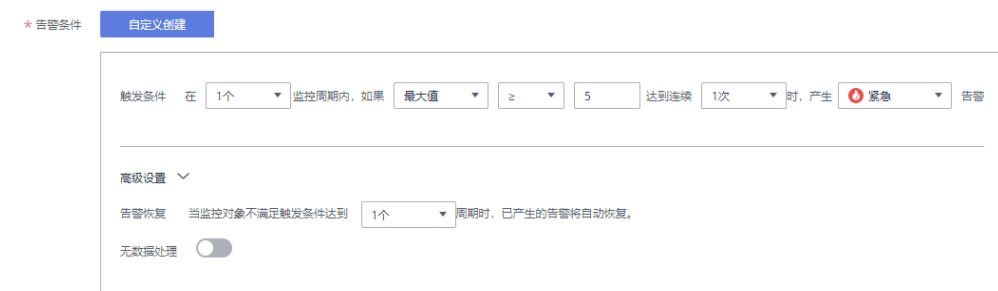 * 告警条件 自定义创建
触发条件 在 1个 监控周期内，如果 最大值 ≥ 5 达到连续 1次 时，产生 紧急 告警
高级设置
告警恢复 当监控对象不满足触发条件达到 1个 周期时，已产生的告警将自动恢复。
无数据处理